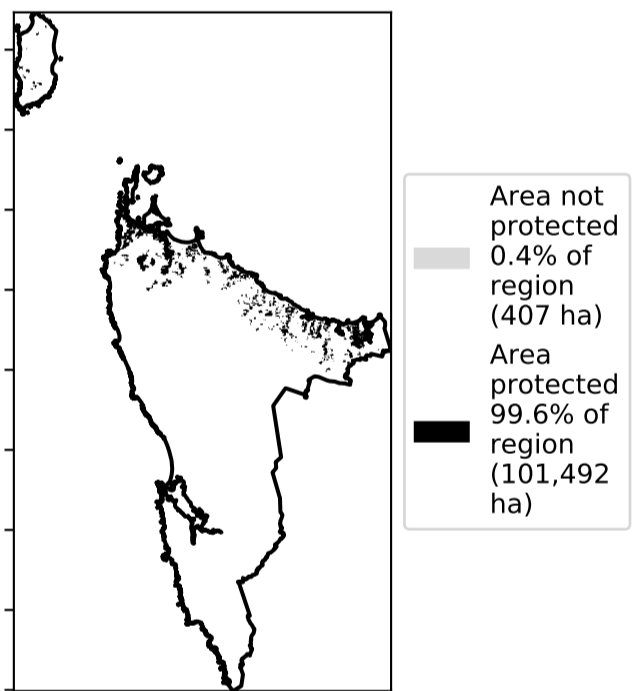 Area not
protected
0.4% of
region
(407 ha)
Area
protected
99.6% of
region
(101,492
ha)